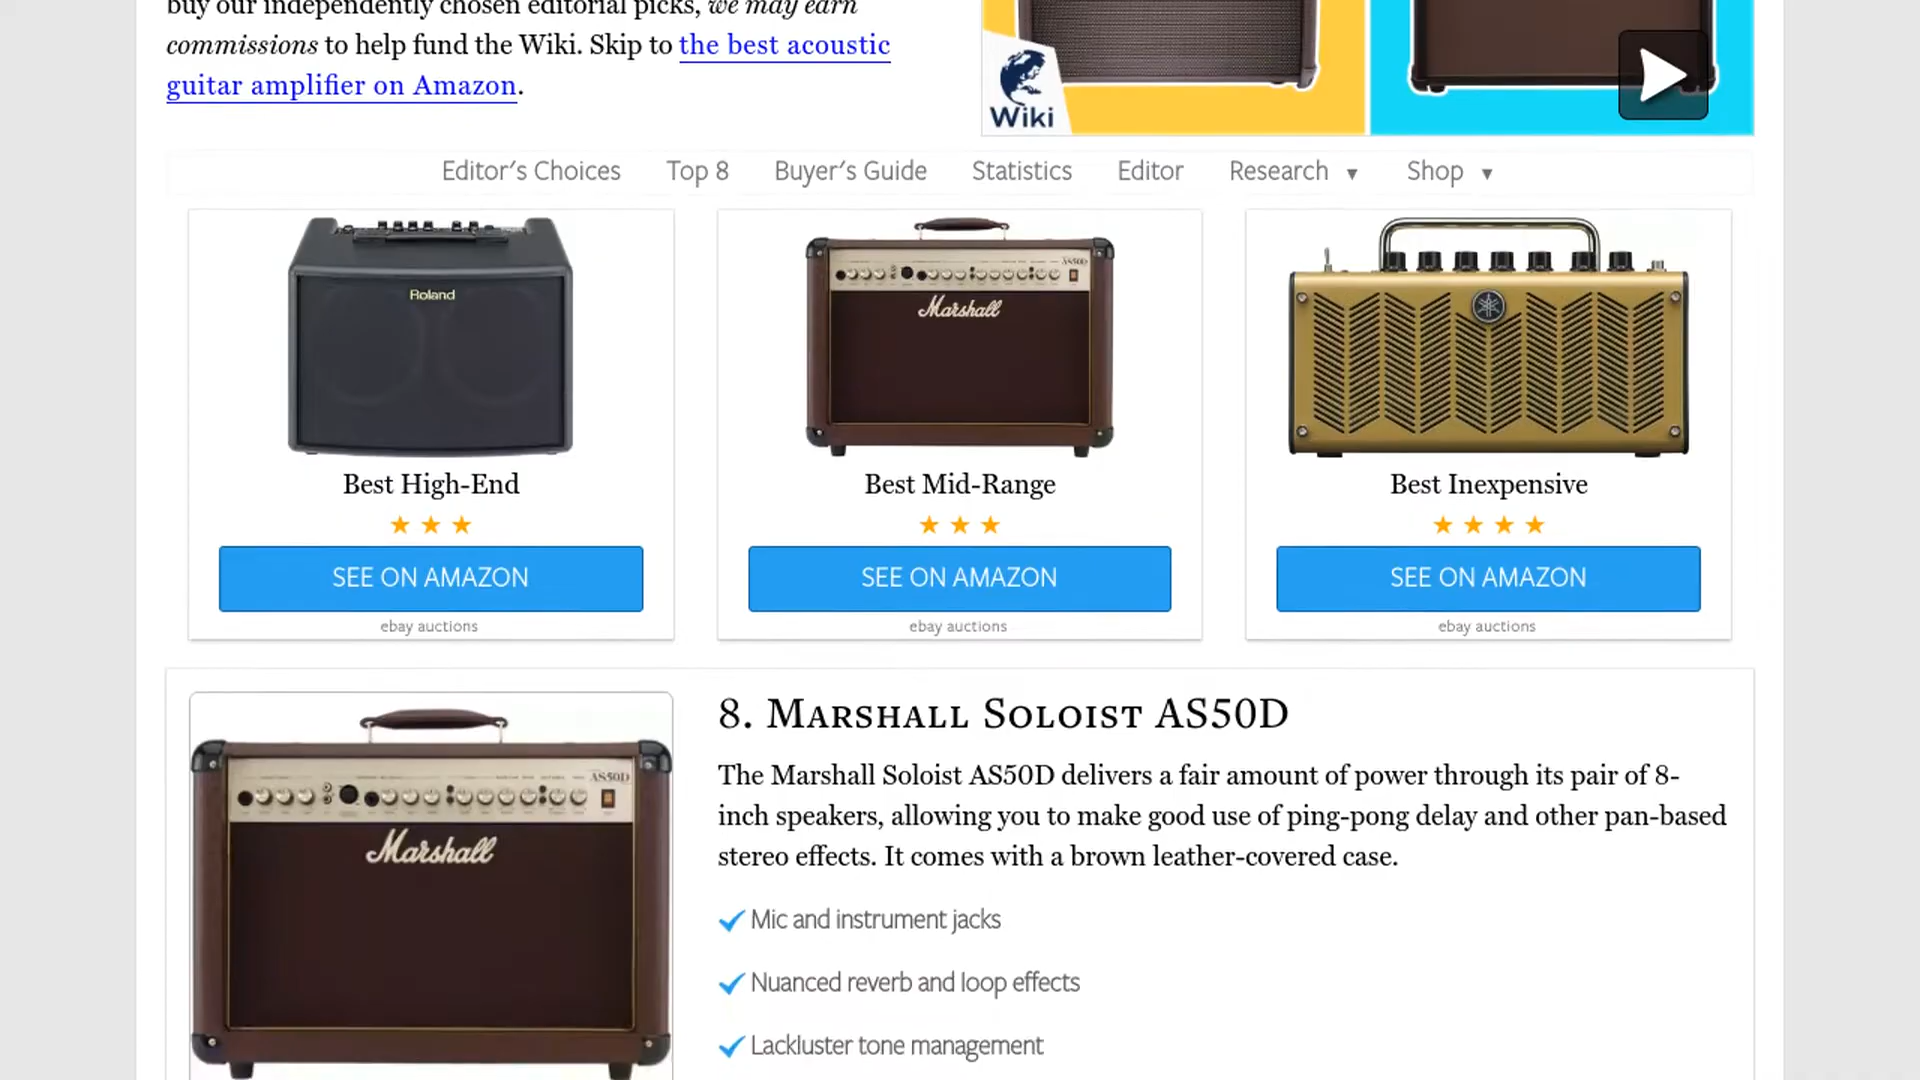 buy our independently chosen editorial picks, we may earn
commissions to help fund the Wiki. Skip to the best acoustic
guitar amplifier on Amazon.
Wiki
Editor's Choices Top 8 Buyer's Guide Statistics Editor Research ▼ Shop ▼
Roland
Best High-End
SEE ON AMAZON
ebay auctions
AS50D
Marshall
Best Mid-Range
SEE ON AMAZON
ebay auctions
Best Inexpensive
SEE ON AMAZON
ebay auctions
AS50D
Marshall
8. Marshall Soloist AS50D
The Marshall Soloist AS50D delivers a fair amount of power through its pair of 8-
inch speakers, allowing you to make good use of ping-pong delay and other pan-based
stereo effects. It comes with a brown leather-covered case.
Mic and instrument jacks
Nuanced reverb and loop effects
Lackluster tone management